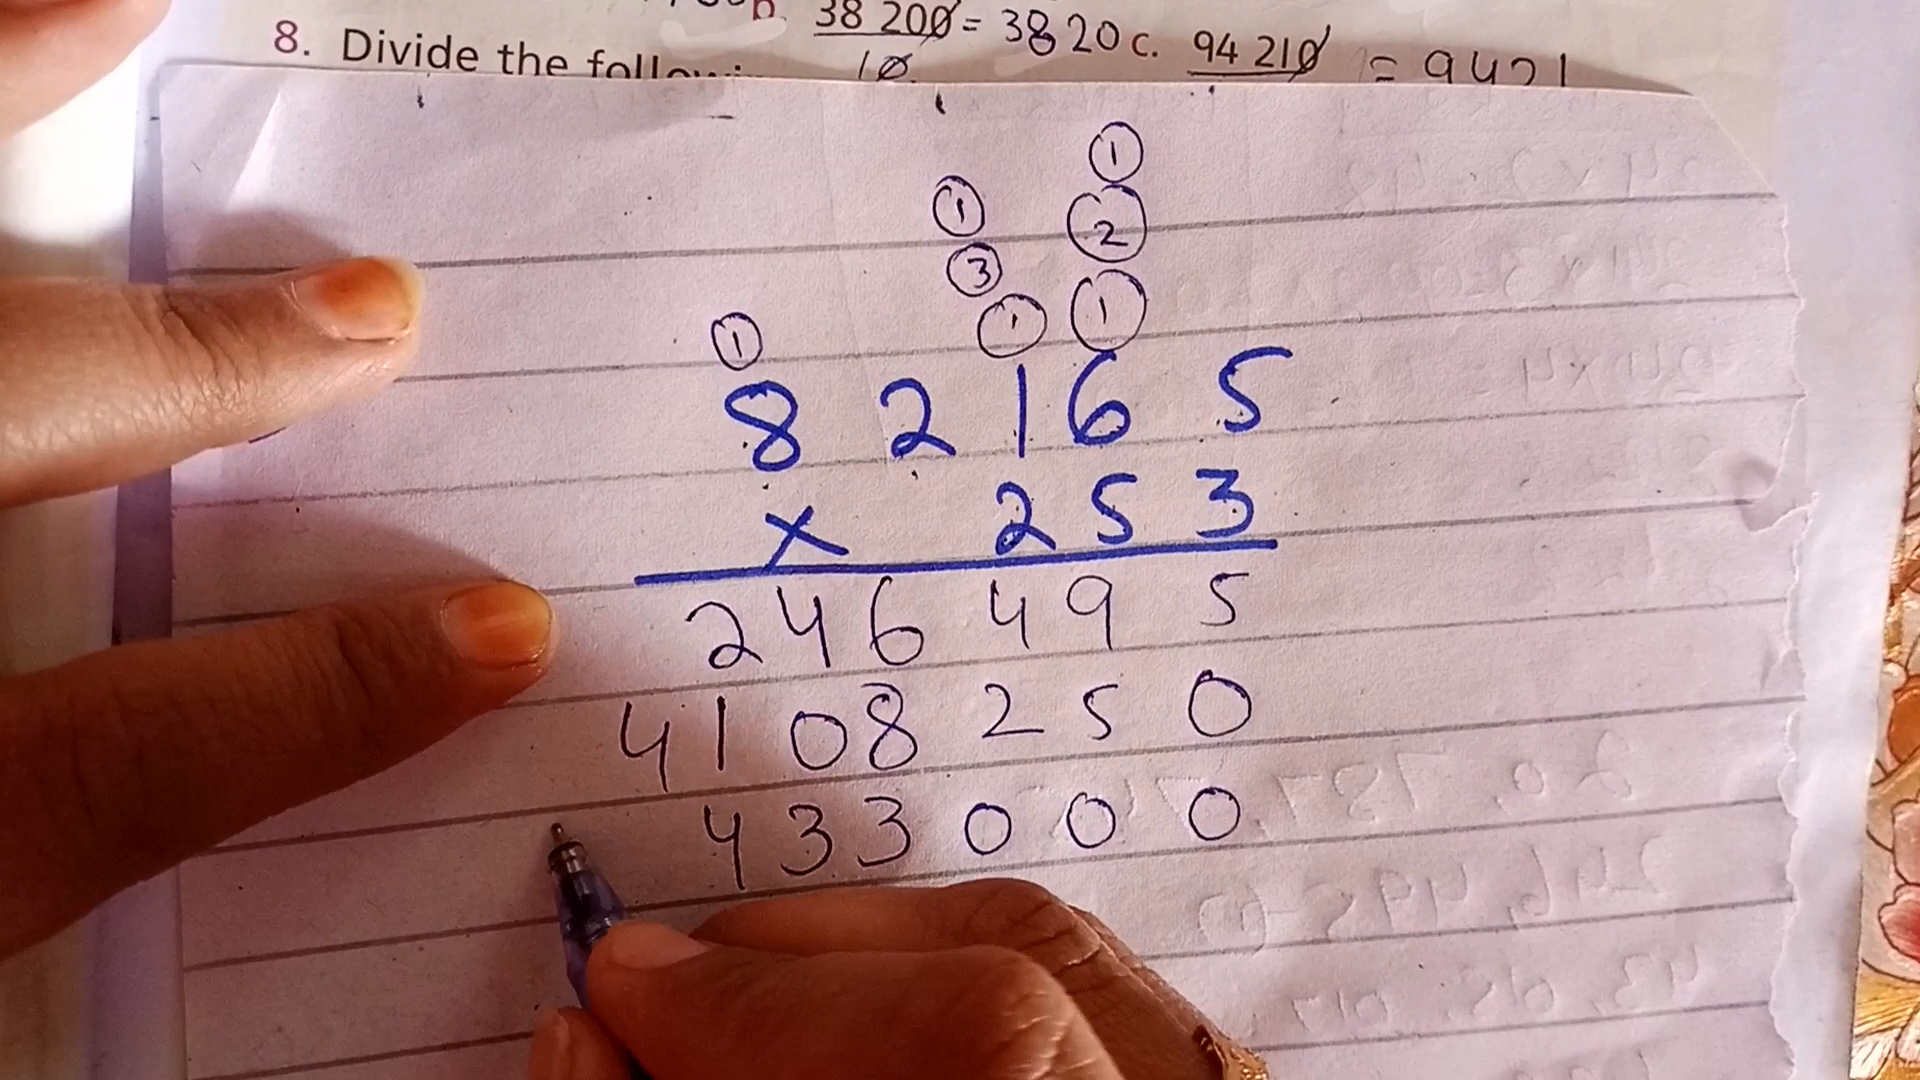 38 200 = 3820 c. 94 210 = 9421
8. Divide the 10
1
1 2
3
1 1 1
8 2 1 6 5
× 2 5 3
2 4 6 4 9 5
4 1 0 8 2 5 0
4 3 3 0 0 0